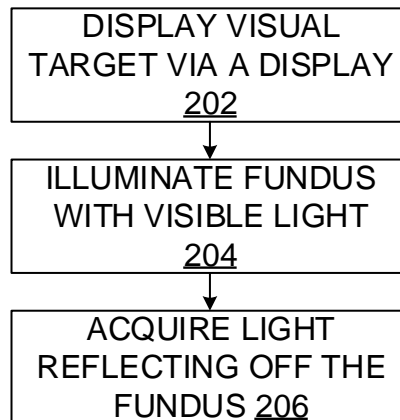 DISPLAY VISUAL
TARGET VIA A DISPLAY
202
ILLUMINATE FUNDUS
WITH VISIBLE LIGHT
204
ACQUIRE LIGHT
REFLECTING OFF THE
FUNDUS 206